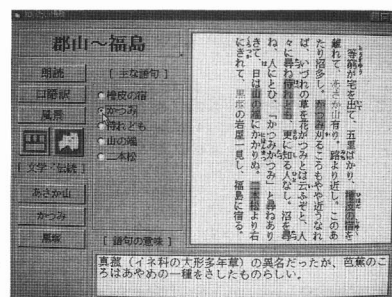 郡山～福島
朗読
口語訳
風景
[文学・伝統]
あさか山
かつみ
黒塚
[主な語句]
檜皮の宿
かつみ
侍れども
山の端
二本松
等窮が宅を出て、五里ばかり、檜皮の宿を
離れて、あさか山有り。路より近し。このあ
たり沼多し。かつみ刈るころもやや近うなれ
ば、いづれの草を花がつみとは云ふぞと、人
々に尋ね侍れども、更に知る人なし。沼を尋
ね、人にとひ、「かつみかつみ」と尋ねあり
きて、日は山の端にかかりぬ。二本松より右
にきれて、黒塚の岩屋一見し、福島に宿る。
[語句の意味]
真菰（イネ科の大形多年草）の異名だったか、芭蕉のこ
ろはあやめの一種をさしたものらしい。